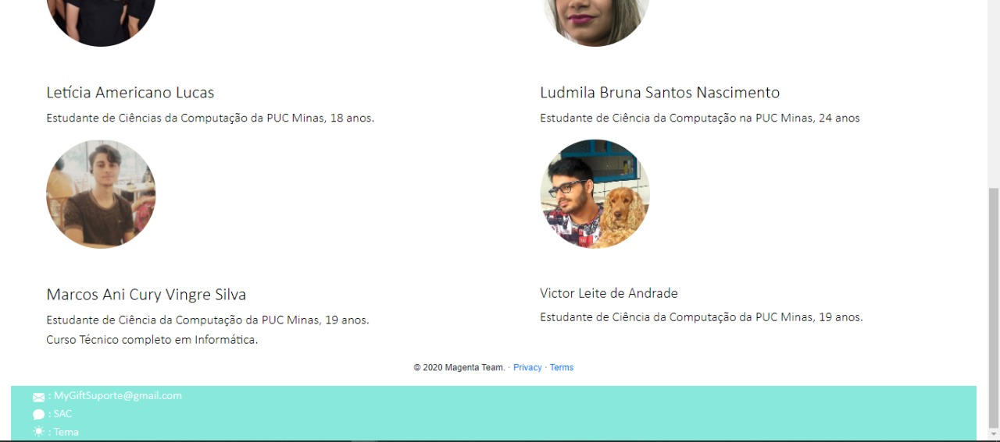 Letícia Americano Lucas
Estudante de Ciências da Computação da PUC Minas, 18 anos.
Ludmila Bruna Santos Nascimento
Estudante de Ciência da Computação na PUC Minas, 24 anos
Marcos Ani Cury Vingre Silva
Estudante de Ciência da Computação da PUC Minas, 19 anos.
Curso Técnico completo em Informática.
Victor Leite de Andrade
Estudante de Ciência da Computação da PUC Minas, 19 anos.
© 2020 Magenta Team. · Privacy · Terms
: MyGiftSuporte@gmail.com
: SAC
: Tema